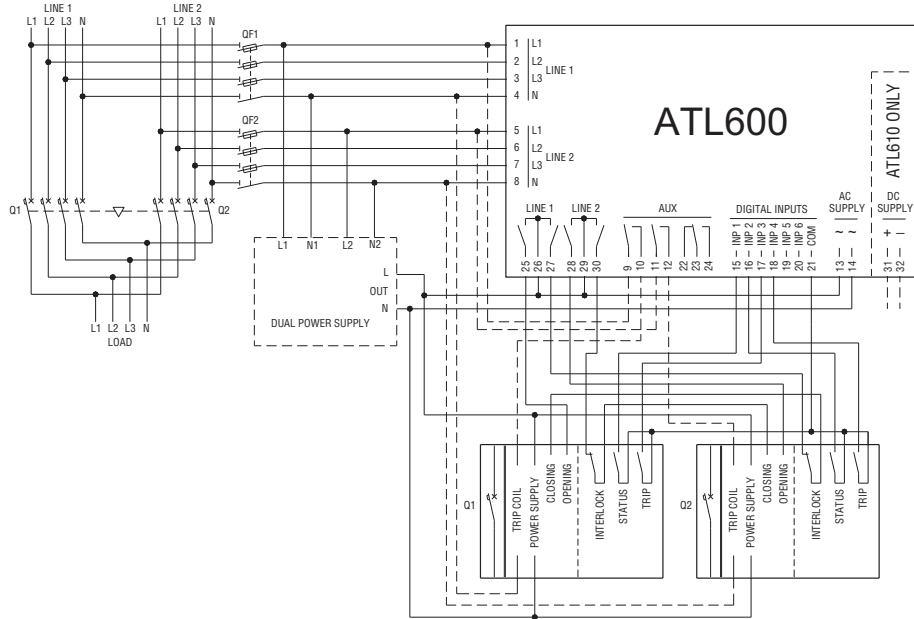 LINE 1 LINE 2
L1 L2 L3 N L1 L2 L3 N
QF1
1 L1
2 L2
3 L3
4 N
LINE 1
QF2
5 L1
6 L2
7 L3
8 N
LINE 2
ATL600
ATL610 ONLY
Q1 Q2
LINE 1 LINE 2 AUX DIGITAL INPUTS AC SUPPLY DC SUPPLY
INP 1
INP 2
INP 3
INP 4
INP 5
INP 6
COM
~ ~ + –
25 26 27 28 29 30 9 10 11 12 22 23 24 15 16 17 18 19 20 21 13 14 31 32
L1 N1 L2 N2
L
OUT
N
DUAL POWER SUPPLY
L1 L2 L3 N
LOAD
Q1
TRIP COIL
POWER SUPPLY
CLOSING
OPENING
INTERLOCK
STATUS
TRIP
Q2
TRIP COIL
POWER SUPPLY
CLOSING
OPENING
INTERLOCK
STATUS
TRIP